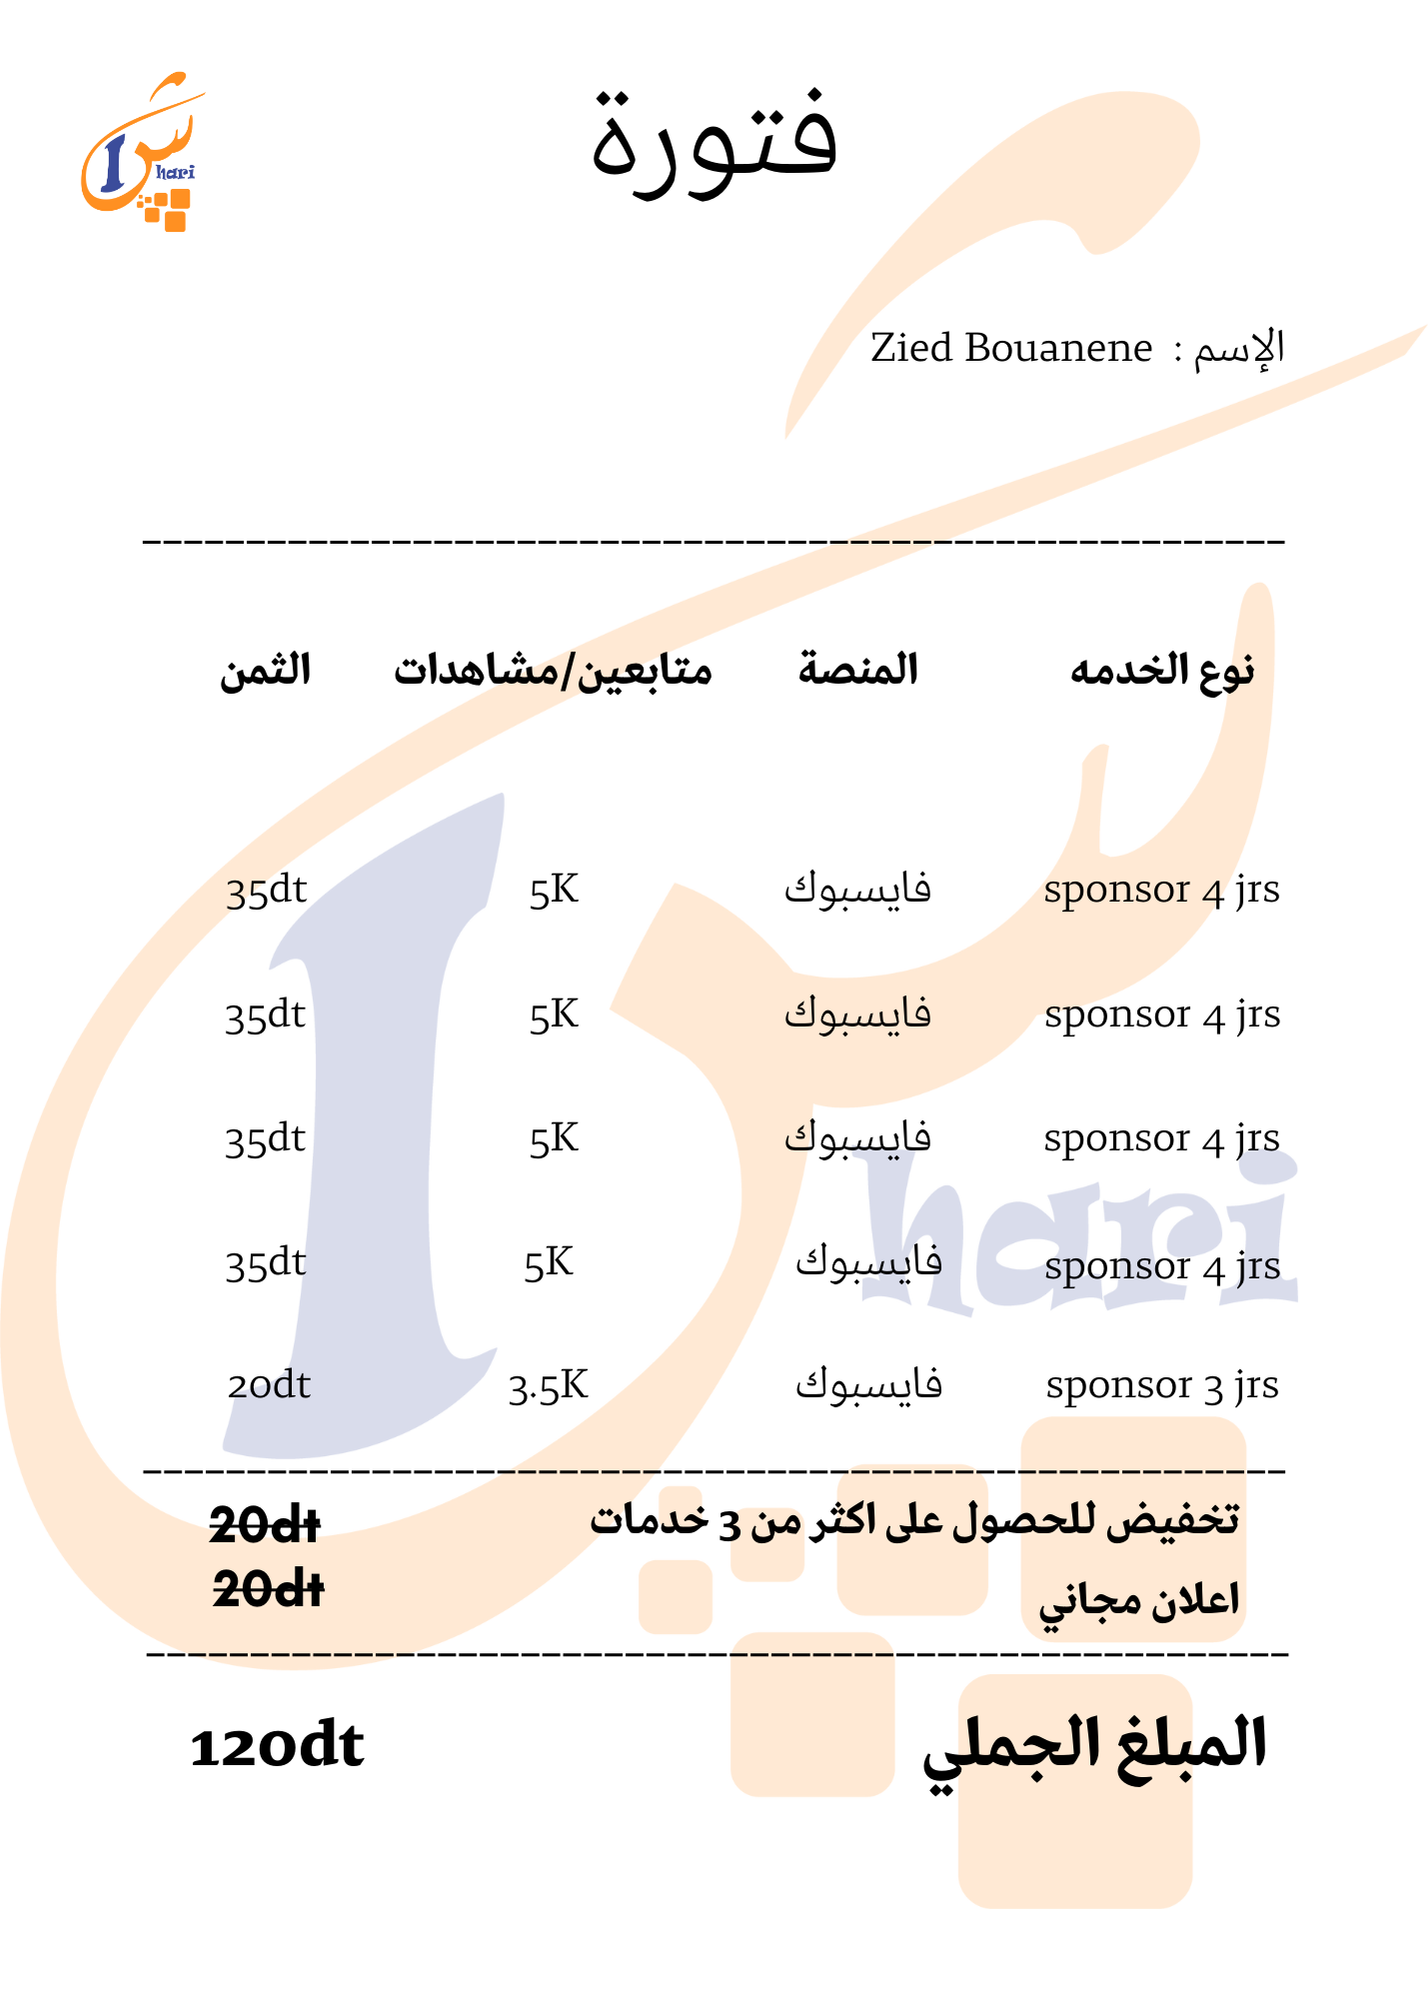 ش
1
hari
فتورة
الإسم : Zied Bouanene
نوع الخدمه المنصة متابعين/مشاهدات الثمن
sponsor 4 jrs فايسبوك 5K 35dt
sponsor 4 jrs فايسبوك 5K 35dt
sponsor 4 jrs فايسبوك 5K 35dt
sponsor 4 jrs فايسبوك 5K 35dt
sponsor 3 jrs فايسبوك 3.5K 20dt
تخفيض للحصول على اكثر من 3 خدمات 20dt
اعلان مجاني 20dt
المبلغ الجملي 120dt